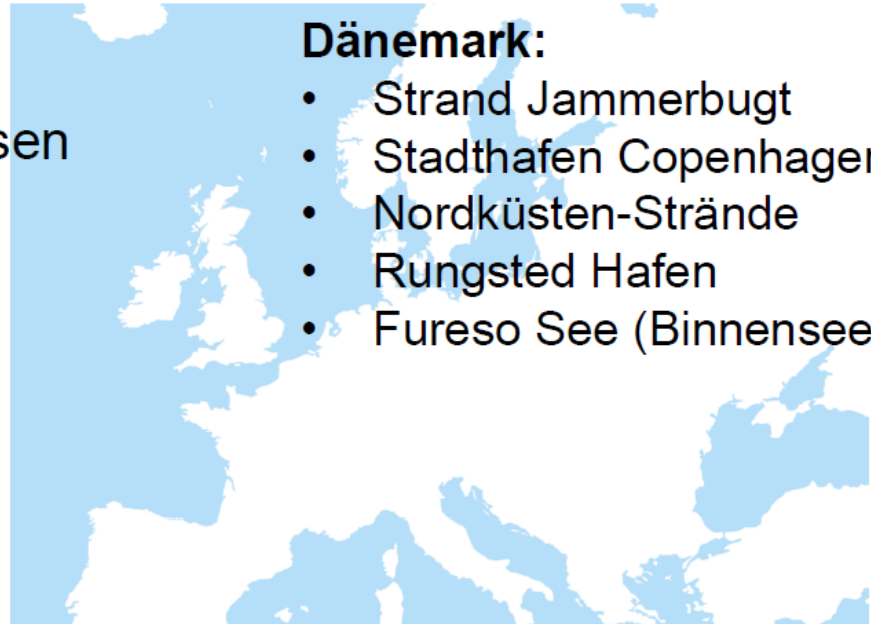 Dänemark:
• Strand Jammerbugt
sen
• Stadthafen Copenhagen
• Nordküsten-Strände
• Rungsted Hafen
• Fureso See (Binnensee